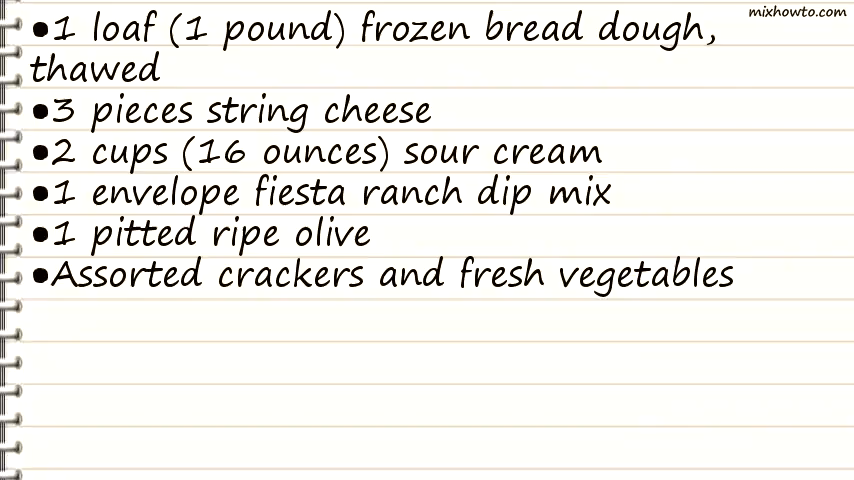 mixhowto.com
•1 loaf (1 pound) frozen bread dough,
thawed
•3 pieces string cheese
•2 cups (16 ounces) sour cream
•1 envelope fiesta ranch dip mix
•1 pitted ripe olive
•Assorted crackers and fresh vegetables